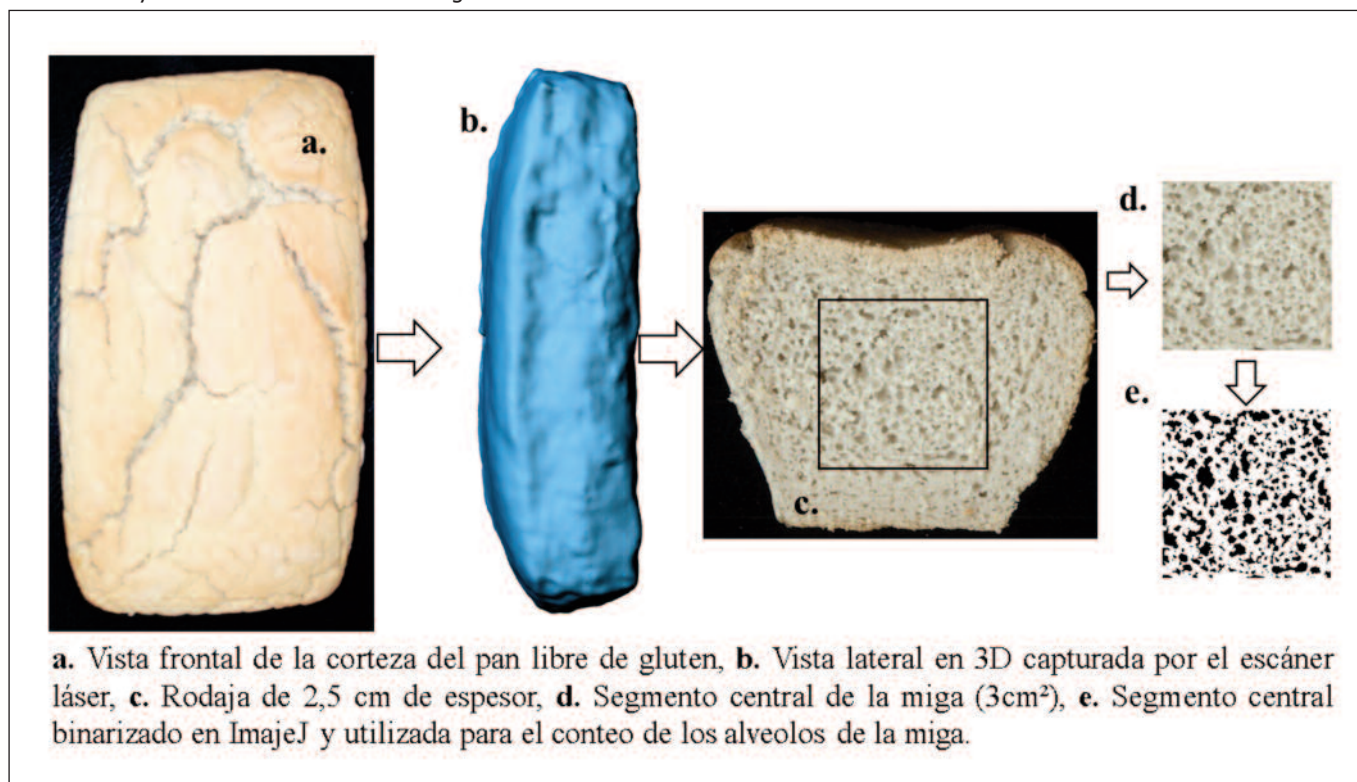 a.
b.
c.
d.
e.
a. Vista frontal de la corteza del pan libre de gluten, b. Vista lateral en 3D capturada por el escáner
láser, c. Rodaja de 2,5 cm de espesor, d. Segmento central de la miga (3cm²), e. Segmento central
binarizado en ImajeJ y utilizada para el conteo de los alveolos de la miga.